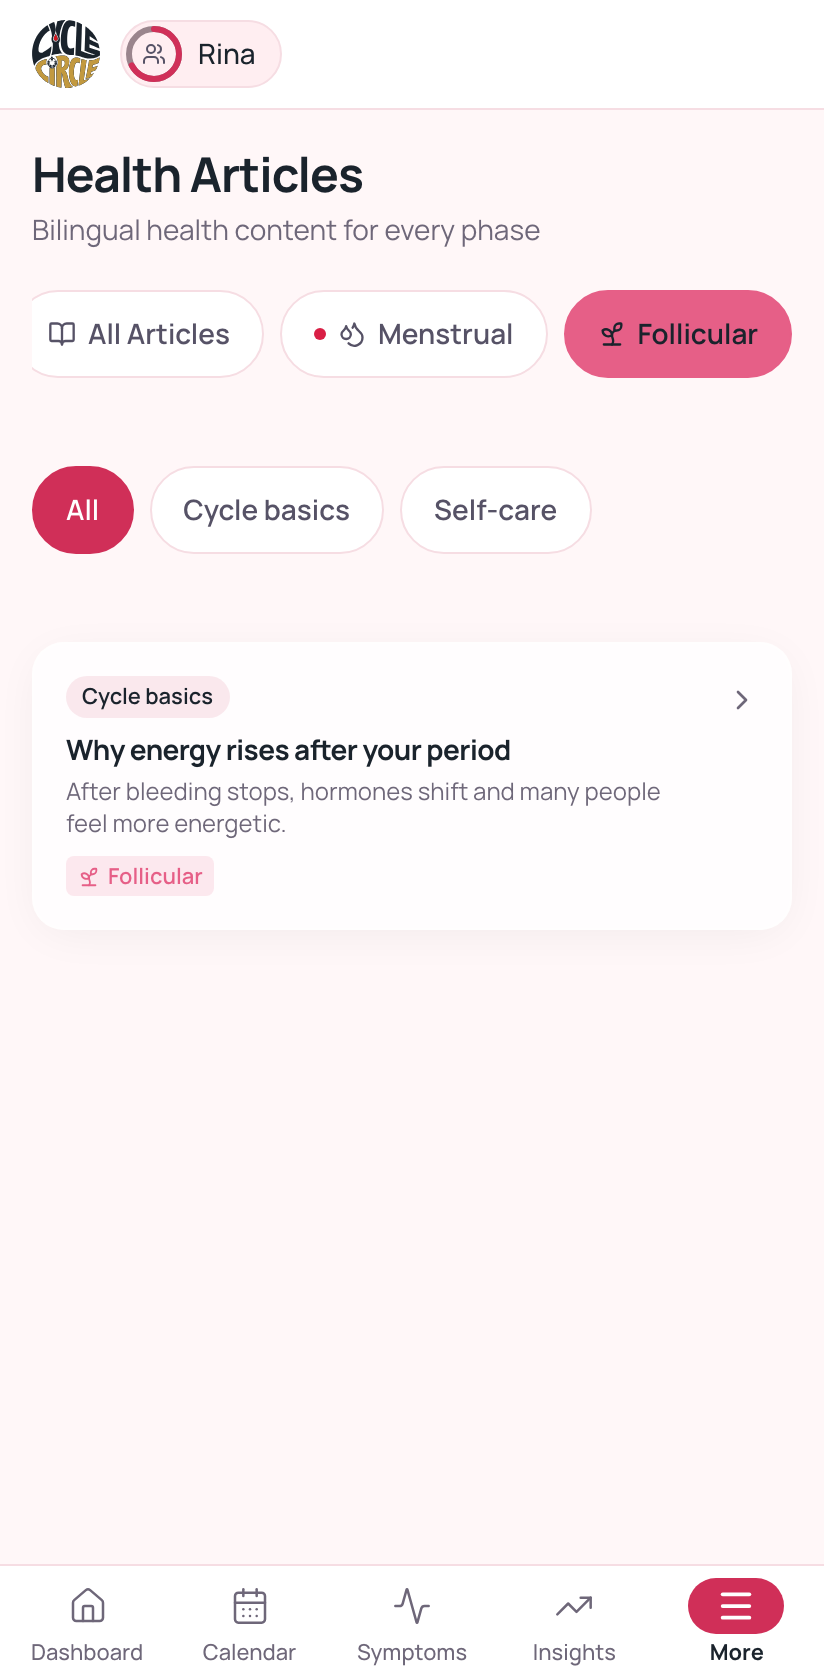 CYCLE
CIRCLE
Rina
Health Articles
Bilingual health content for every phase
All Articles
Menstrual
Follicular
All
Cycle basics
Self-care
Cycle basics
Why energy rises after your period
After bleeding stops, hormones shift and many people
feel more energetic.
Follicular
Dashboard
Calendar
Symptoms
Insights
More